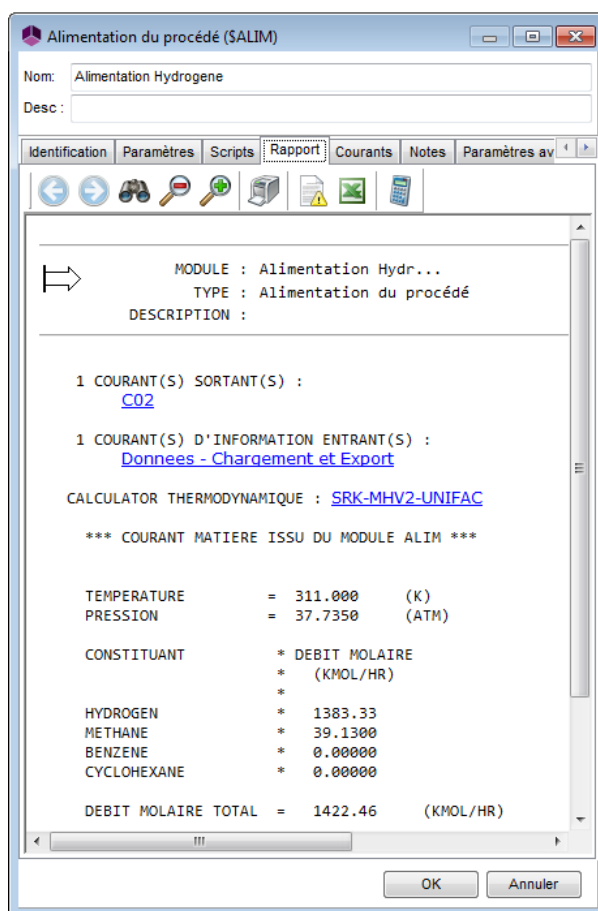 Alimentation du procédé ($ALIM)
Nom: Alimentation Hydrogene
Desc :
Identification Paramètres Scripts Rapport Courants Notes Paramètres av
MODULE : Alimentation Hydr...
TYPE : Alimentation du procédé
DESCRIPTION :
1 COURANT(S) SORTANT(S) :
C02
1 COURANT(S) D'INFORMATION ENTRANT(S) :
Donnees - Chargement et Export
CALCULATOR THERMODYNAMIQUE : SRK-MHV2-UNIFAC
*** COURANT MATIERE ISSU DU MODULE ALIM ***
TEMPERATURE = 311.000 (K)
PRESSION = 37.7350 (ATM)
CONSTITUANT * DEBIT MOLAIRE
* (KMOL/HR)
*
HYDROGEN * 1383.33
METHANE * 39.1300
BENZENE * 0.00000
CYCLOHEXANE * 0.00000
DEBIT MOLAIRE TOTAL = 1422.46 (KMOL/HR)
OK Annuler